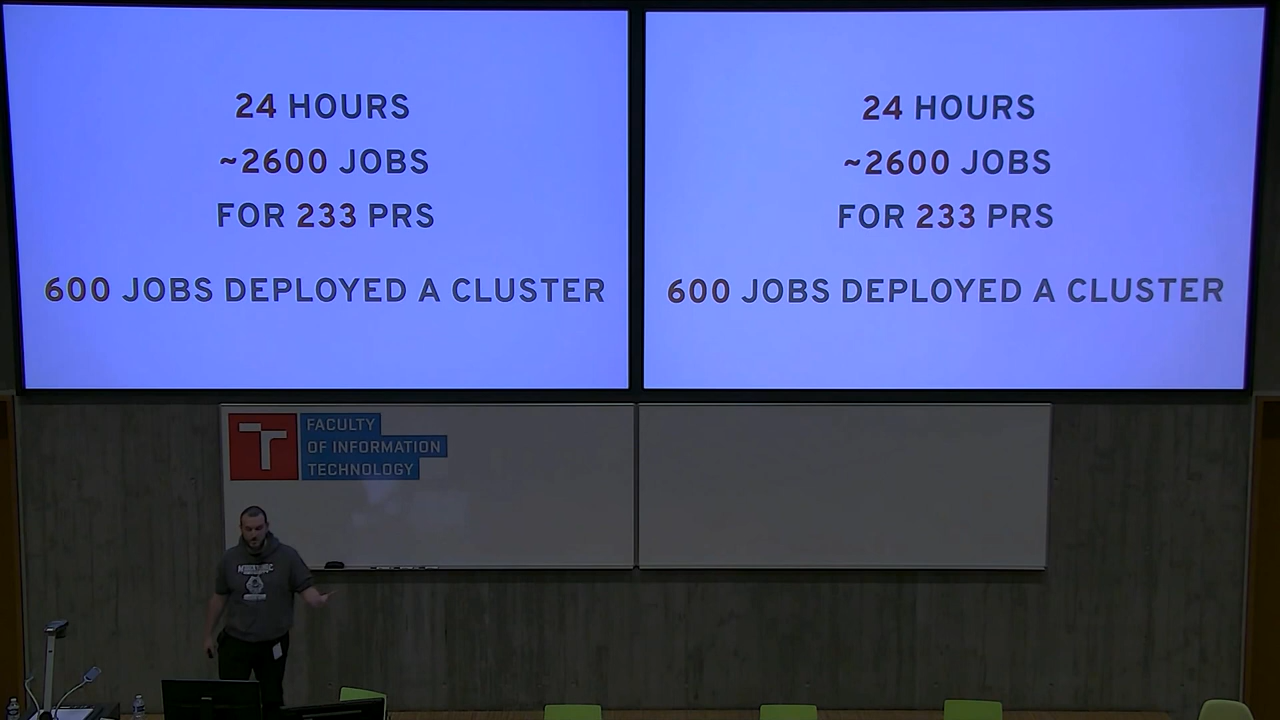 24 HOURS
~2600 JOBS
FOR 233 PRS
600 JOBS DEPLOYED A CLUSTER
24 HOURS
~2600 JOBS
FOR 233 PRS
600 JOBS DEPLOYED A CLUSTER
T
FACULTY
OF INFORMATION
TECHNOLOGY